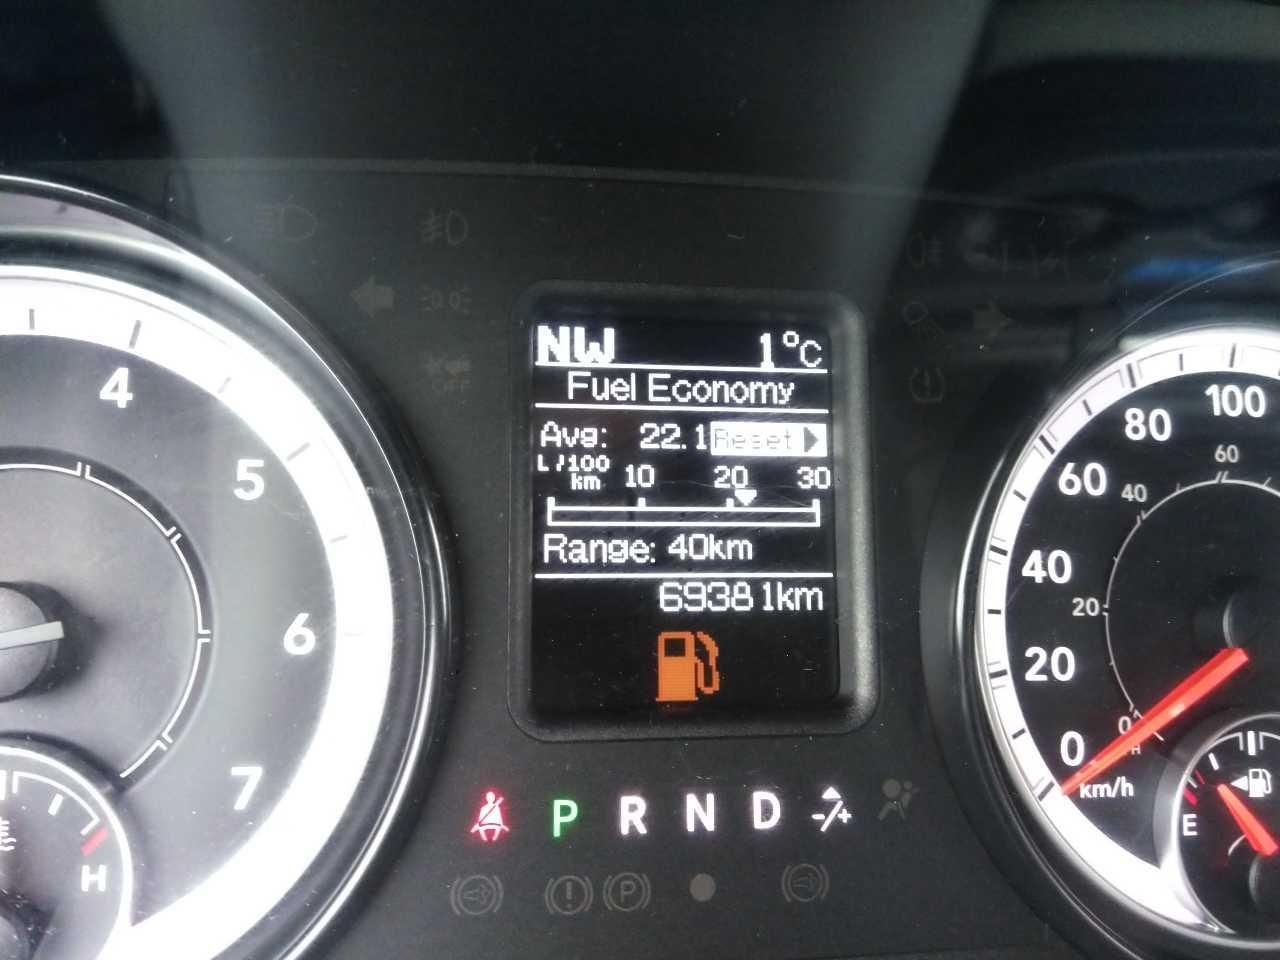 NW 1°C
Fuel Economy
Avg: 22.1 Reset
L/100 km 10 20 30
Range: 40km
69381km
P R N D -/+
4
5
6
7
H
100
80
60
40
20
0
km/h
60
40
20
0
E
OFF